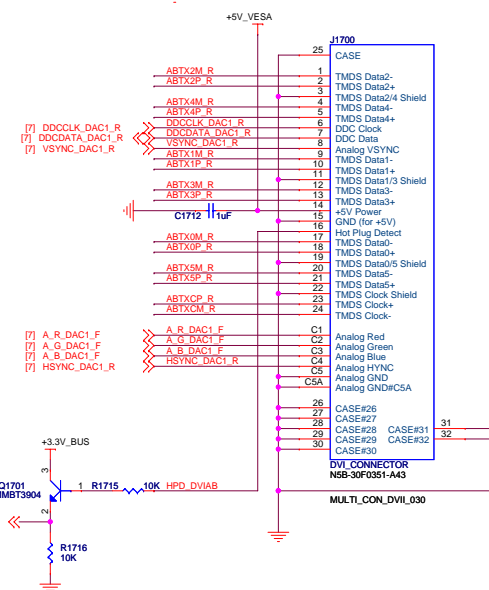 +5V_VESA
J1700
25 CASE
ABTX2M_R 1 TMDS Data2-
ABTX2P_R 2 TMDS Data2+
3 TMDS Data2/4 Shield
ABTX4M_R 4 TMDS Data4-
ABTX4P_R 5 TMDS Data4+
[7] DDCCLK_DAC1_R DDCCLK_DAC1_R 6 DDC Clock
[7] DDCDATA_DAC1_R DDCDATA_DAC1_R 7 DDC Data
[7] VSYNC_DAC1_R VSYNC_DAC1_R 8 Analog VSYNC
ABTX1M_R 9 TMDS Data1-
ABTX1P_R 10 TMDS Data1+
11 TMDS Data1/3 Shield
ABTX3M_R 12 TMDS Data3-
ABTX3P_R 13 TMDS Data3+
14 +5V Power
C1712 1uF 15 GND (for +5V)
16 Hot Plug Detect
ABTX0M_R 17 TMDS Data0-
ABTX0P_R 18 TMDS Data0+
19 TMDS Data0/5 Shield
ABTX5M_R 20 TMDS Data5-
ABTX5P_R 21 TMDS Data5+
22 TMDS Clock Shield
ABTXCP_R 23 TMDS Clock+
ABTXCM_R 24 TMDS Clock-
[7] A_R_DAC1_F A_R_DAC1_F C1 Analog Red
[7] A_G_DAC1_F A_G_DAC1_F C2 Analog Green
[7] A_B_DAC1_F A_B_DAC1_F C3 Analog Blue
[7] HSYNC_DAC1_R HSYNC_DAC1_R C4 Analog HYNC
C5 Analog GND
C5A Analog GND#C5A
26 CASE#26
27 CASE#27
28 CASE#28 CASE#31 31
29 CASE#29 CASE#32 32
30 CASE#30
+3.3V_BUS
DVI_CONNECTOR
N5B-30F0351-A43
3
Q1701 1 R1715 10K HPD_DVIAB
MBT3904
MULTI_CON_DVII_030
2
R1716
10K